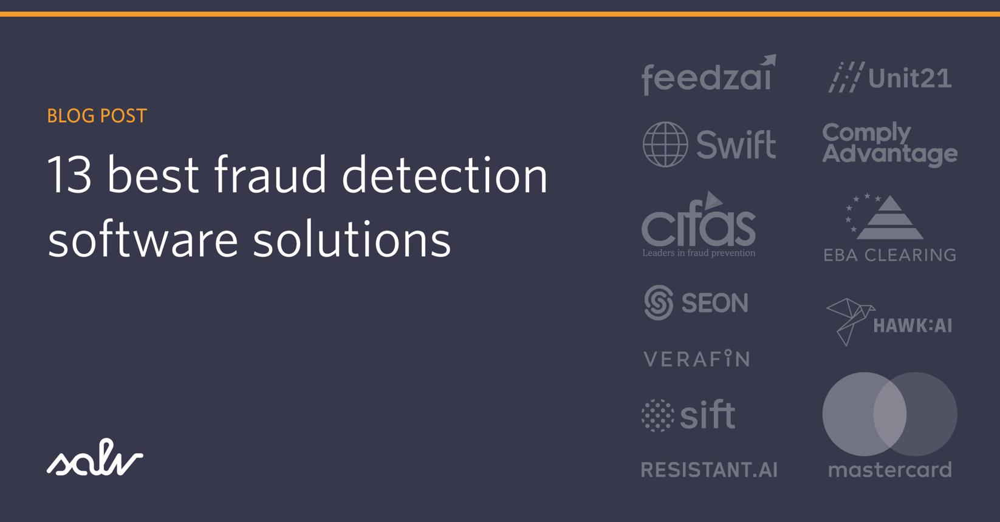 BLOG POST
13 best fraud detection
software solutions
salv
feedzai
Unit21
Swift
Comply
Advantage
cifas
Leaders in fraud prevention
EBA CLEARING
SEON
HAWK:AI
VERAFIN
sift
RESISTANT.AI
mastercard